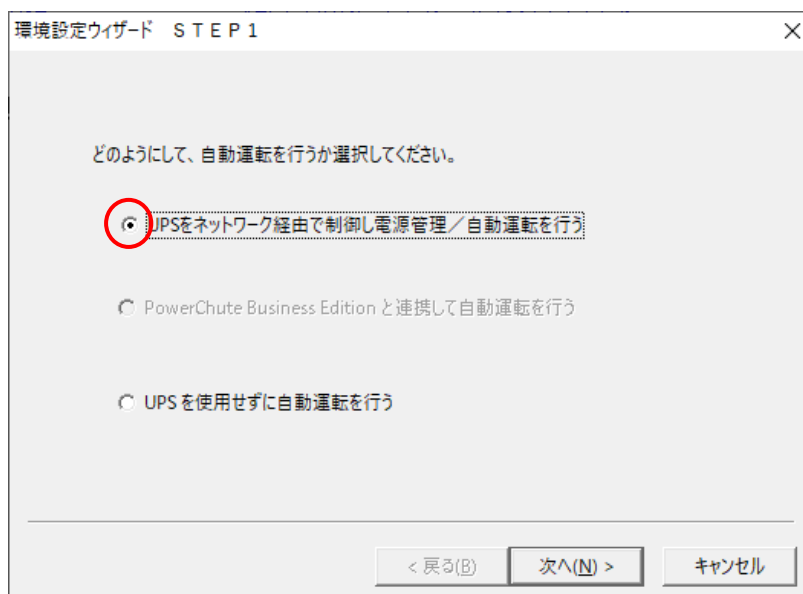 環境設定ウィザード　ＳＴＥＰ１
どのようにして、自動運転を行うか選択してください。
UPSをネットワーク経由で制御し電源管理／自動運転を行う
PowerChute Business Edition と連携して自動運転を行う
UPS を使用せずに自動運転を行う
< 戻る(B)
次へ(N) >
キャンセル